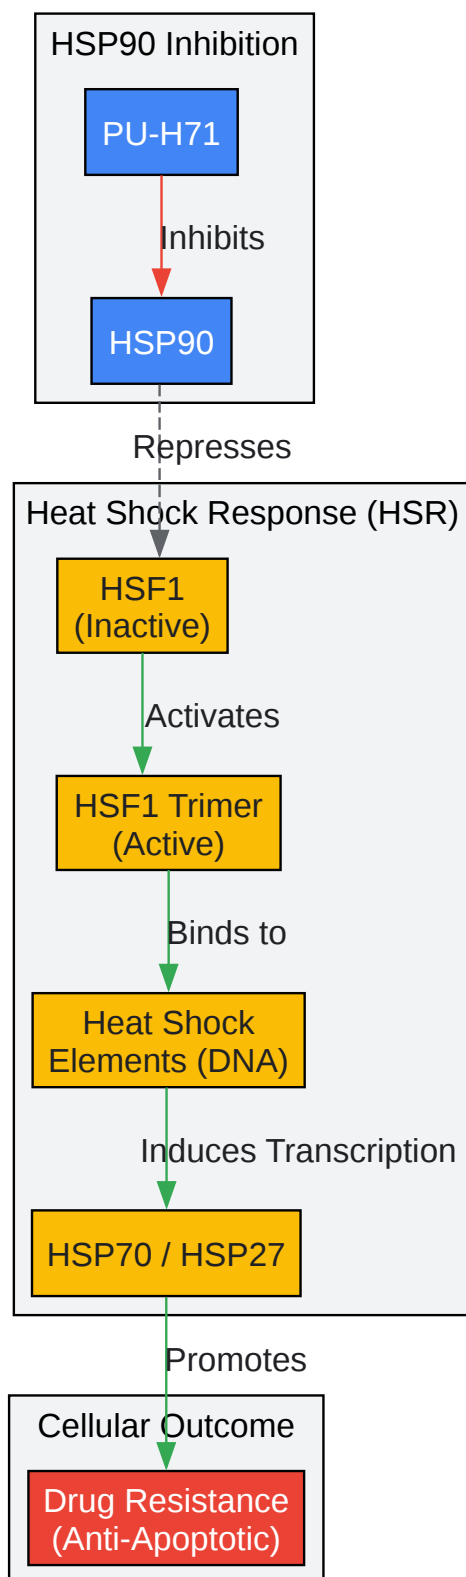 HSP90 Inhibition
PU-H71
Inhibits
HSP90
Represses
Heat Shock Response (HSR)
HSF1
(Inactive)
Activates
HSF1 Trimer
(Active)
Binds to
Heat Shock
Elements (DNA)
Induces Transcription
HSP70 / HSP27
Promotes
Cellular Outcome
Drug Resistance
(Anti-Apoptotic)